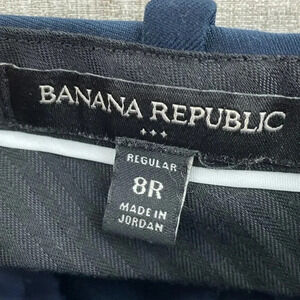 BANANA REPUBLIC
REGULAR
8R
MADE IN
JORDAN